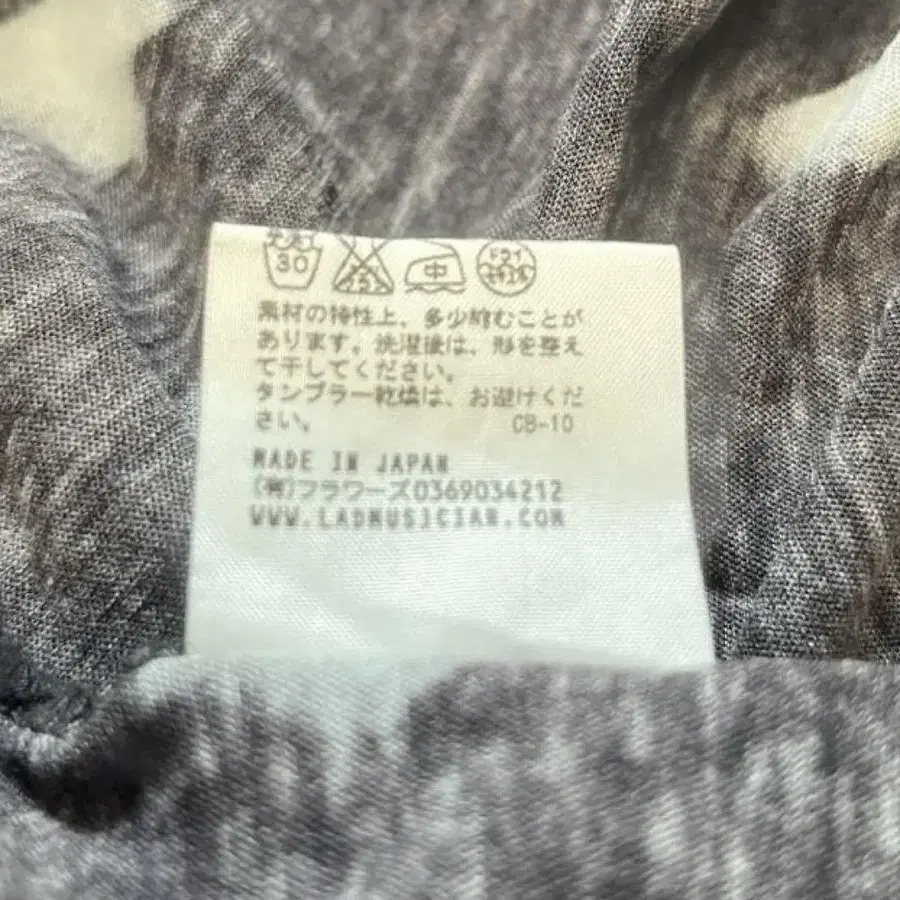 30 中 ドライ
素材の特性上、多少縮むことが
あります。洗濯後は、形を整え
て干してください。
タンブラー乾燥は、お避けくだ
さい。 CB-10
MADE IN JAPAN
(有)フラワーズ0369034212
WWW.LADMUSICIAN.COM